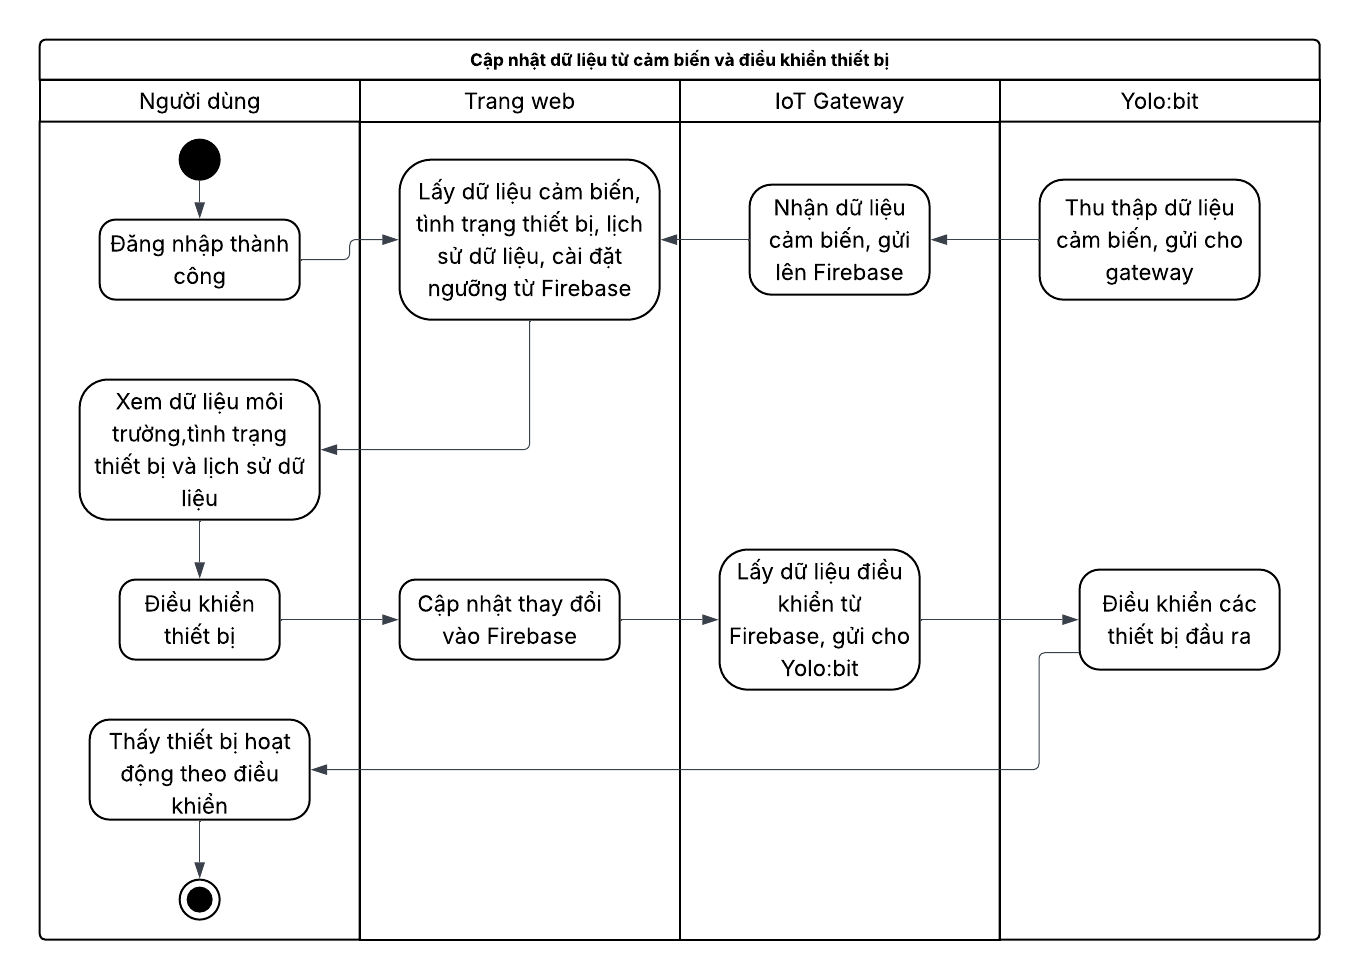 Cập nhật dữ liệu từ cảm biến và điều khiển thiết bị
Người dùng
Trang web
IoT Gateway
Yolo:bit
Đăng nhập thành
công
Lấy dữ liệu cảm biến,
tình trạng thiết bị, lịch
sử dữ liệu, cài đặt
ngưỡng từ Firebase
Nhận dữ liệu
cảm biến, gửi
lên Firebase
Thu thập dữ liệu
cảm biến, gửi cho
gateway
Xem dữ liệu môi
trường,tình trạng
thiết bị và lịch sử dữ
liệu
Điều khiển
thiết bị
Cập nhật thay đổi
vào Firebase
Lấy dữ liệu điều
khiển từ
Firebase, gửi cho
Yolo:bit
Điều khiển các
thiết bị đầu ra
Thấy thiết bị hoạt
động theo điều
khiển